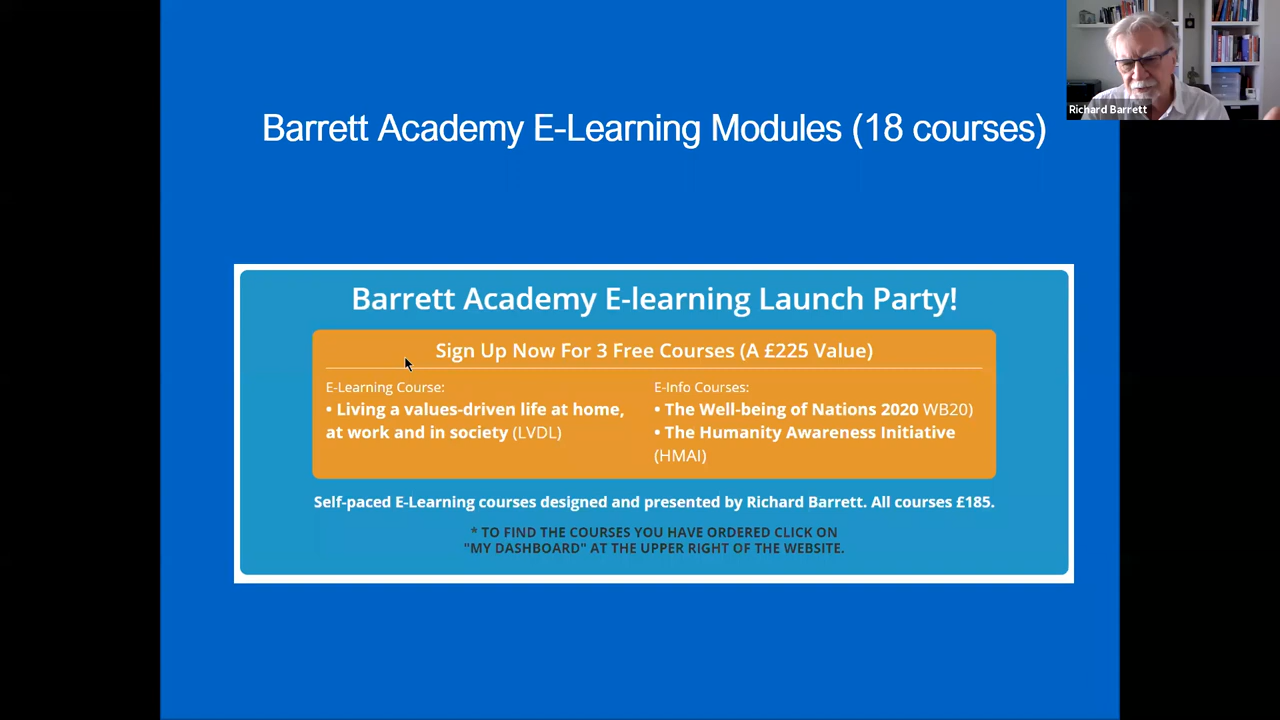 Richard Barrett
Barrett Academy E-Learning Modules (18 courses)
Barrett Academy E-learning Launch Party!
Sign Up Now For 3 Free Courses (A £225 Value)
E-Learning Course:
• Living a values-driven life at home,
at work and in society (LVDL)
E-Info Courses:
• The Well-being of Nations 2020 WB20)
• The Humanity Awareness Initiative
(HMAI)
Self-paced E-Learning courses designed and presented by Richard Barrett. All courses £185.
* TO FIND THE COURSES YOU HAVE ORDERED CLICK ON
"MY DASHBOARD" AT THE UPPER RIGHT OF THE WEBSITE.